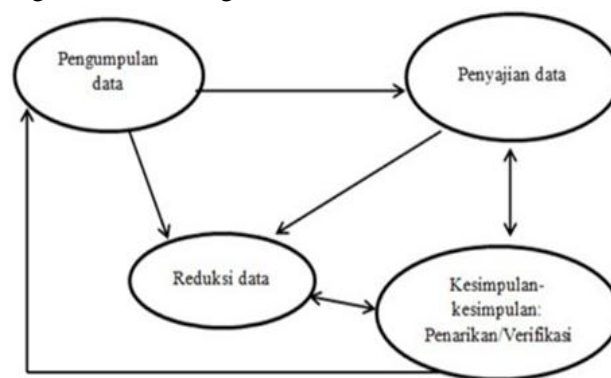 Pengumpulan
data
Penyajian data
Reduksi data
Kesimpulan-
kesimpulan:
Penarikan/Verifikasi